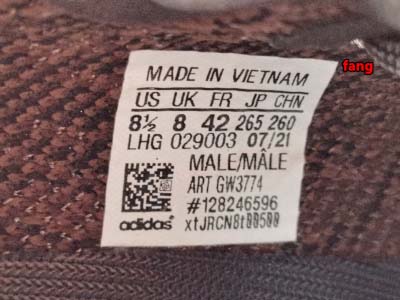 fang
MADE IN VIETNAM
US UK FR JP CHN
8½ 8 42 265 260
LHG 029003 07/21
MALE/MÂLE
ART GW3774
#128246596
adidas